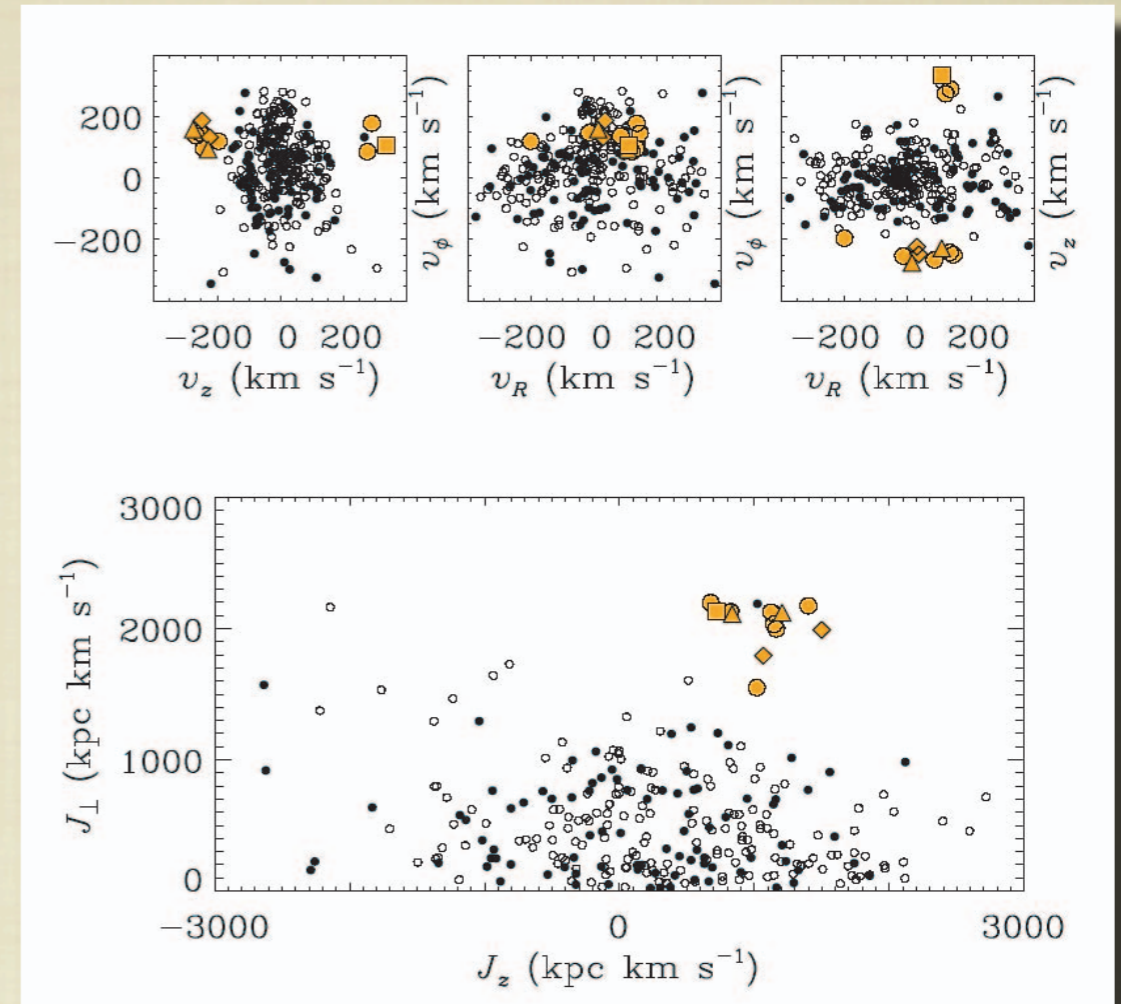 200
0
−200
−200 0 200
v_z (km s⁻¹)
v_ϕ (km s⁻¹)
−200 0 200
v_R (km s⁻¹)
v_ϕ (km s⁻¹)
−200 0 200
v_R (km s⁻¹)
v_z (km s⁻¹)
3000
2000
1000
0
J_⊥ (kpc km s⁻¹)
−3000 0 3000
J_z (kpc km s⁻¹)